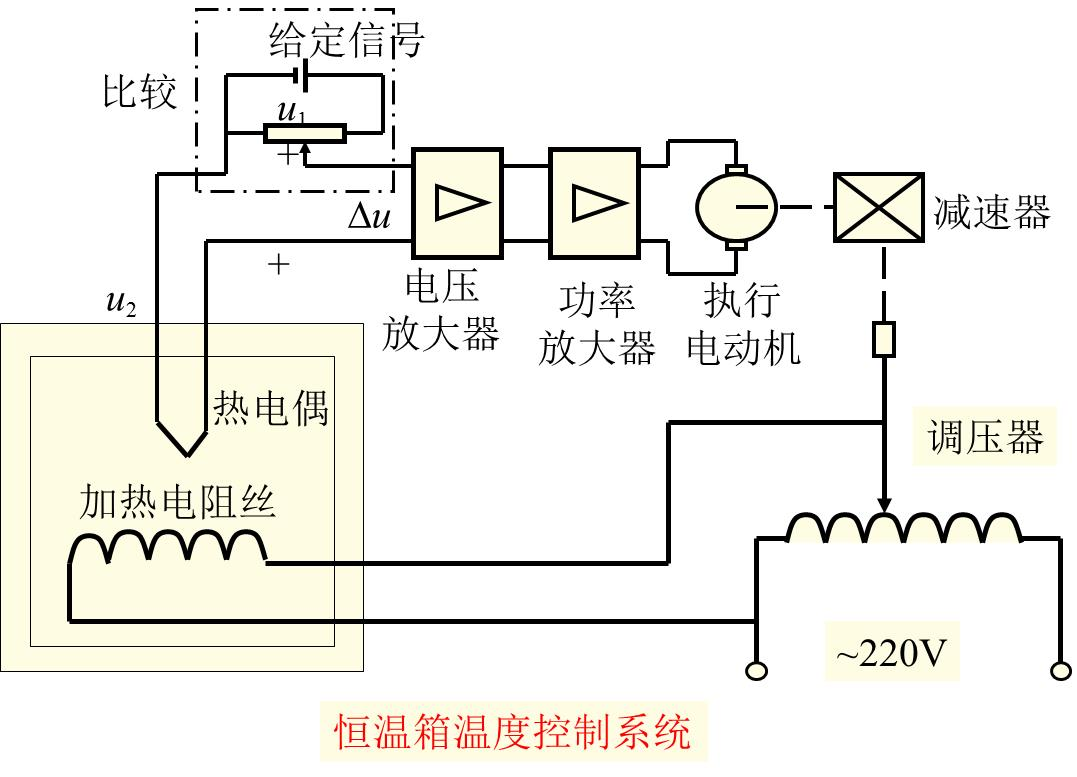 给定信号
比较
u₁
+
Δu
+
减速器
u₂
电压
放大器
功率
放大器
执行
电动机
热电偶
调压器
加热电阻丝
~220V
恒温箱温度控制系统